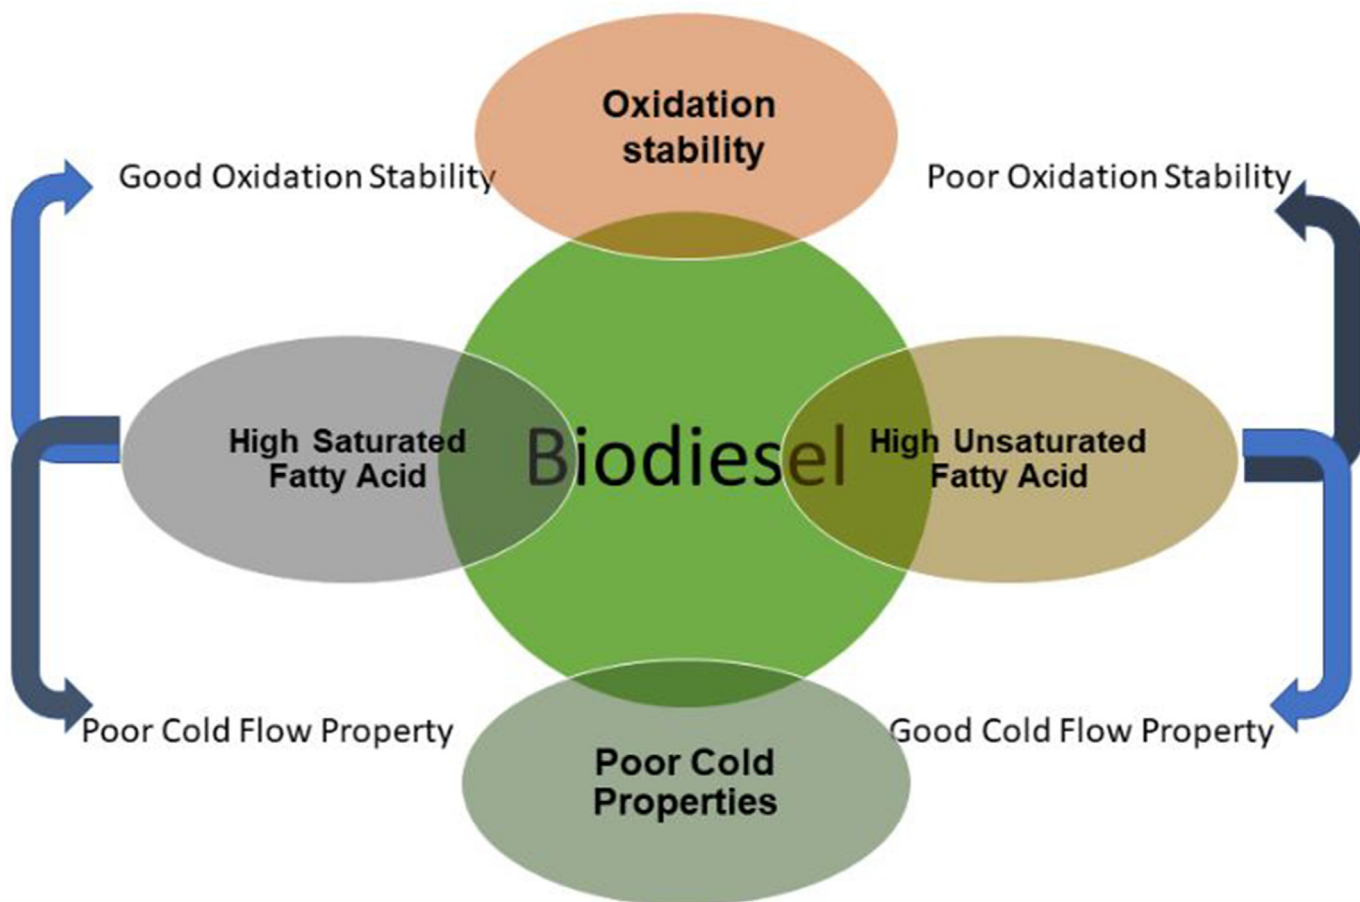 Oxidation
stability
Good Oxidation Stability
Poor Oxidation Stability
High Saturated
Fatty Acid
Biodiesel
High Unsaturated
Fatty Acid
Poor Cold Flow Property
Good Cold Flow Property
Poor Cold
Properties